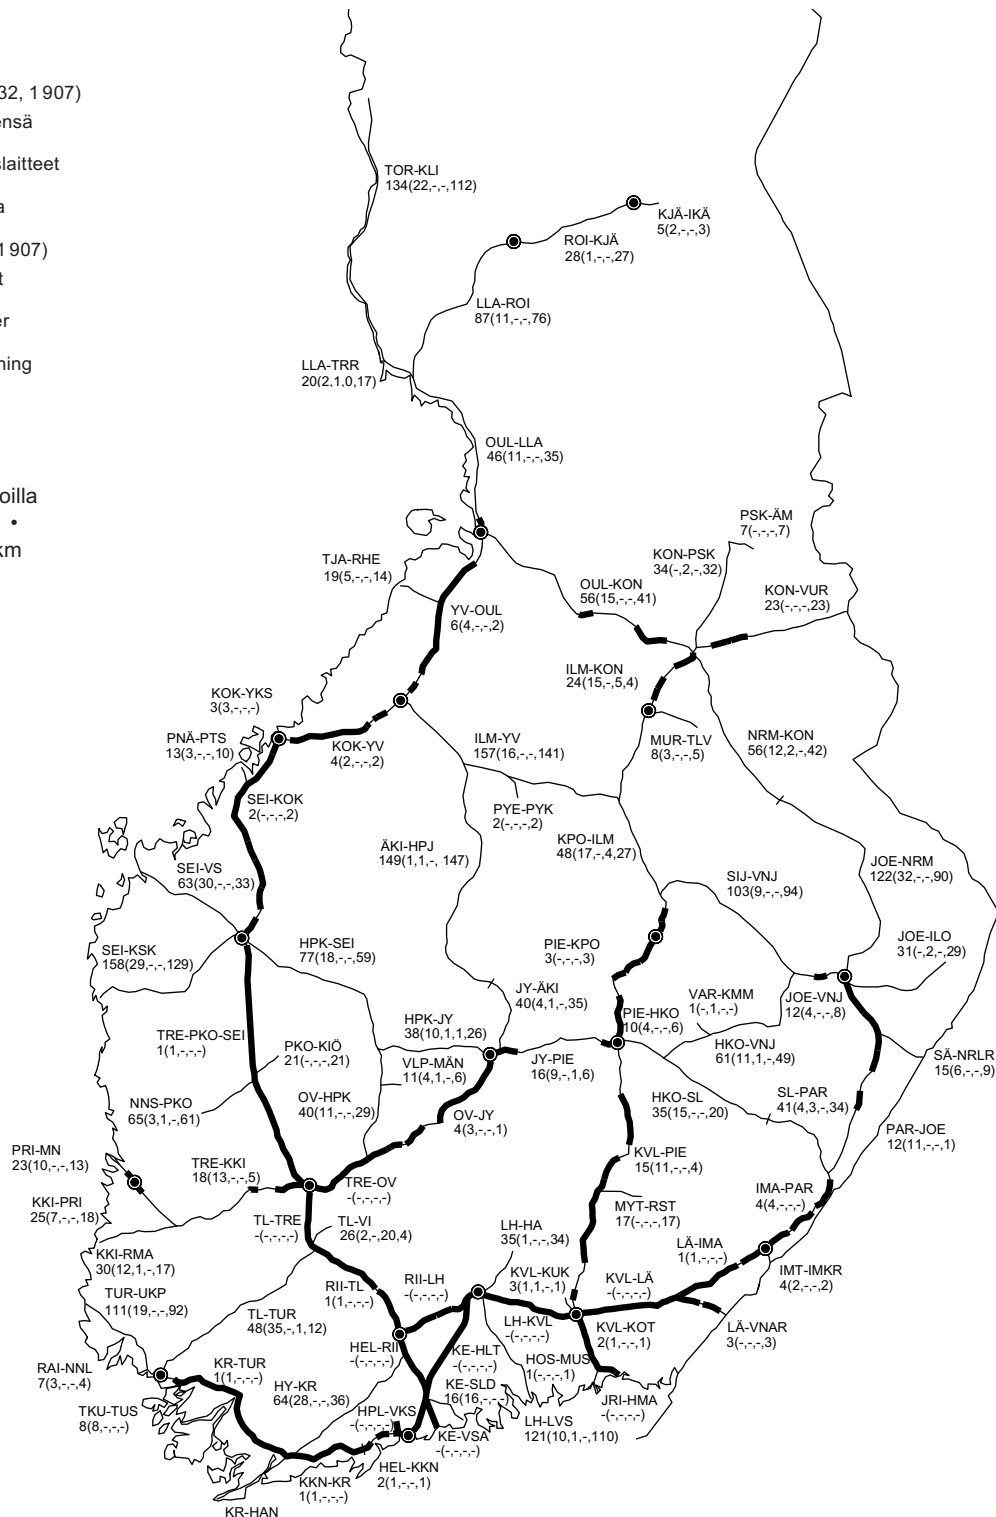 32, 1 907)
ensä
slaitteet
a
1 907)
t
er
ning
oilla
•
km
TOR-KLI
134(22,-,-,112)
KJÄ-IKÄ
5(2,-,-,3)
ROI-KJÄ
28(1,-,-,27)
LLA-ROI
87(11,-,-,76)
LLA-TRR
20(2,1,0,17)
OUL-LLA
46(11,-,-,35)
PSK-ÄM
7(-,-,-,7)
KON-PSK
34(-,2,-,32)
TJA-RHE
19(5,-,-,14)
OUL-KON
56(15,-,-,41)
KON-VUR
23(-,-,-,23)
YV-OUL
6(4,-,-,2)
ILM-KON
24(15,-,5,4)
KOK-YKS
3(3,-,-,-)
PNÄ-PTS
13(3,-,-,10)
KOK-YV
4(2,-,-,2)
ILM-YV
157(16,-,-,141)
MUR-TLV
8(3,-,-,5)
NRM-KON
56(12,2,-,42)
SEI-KOK
2(-,-,-,2)
PYE-PYK
2(-,-,-,2)
ÄKI-HPJ
149(1,1,-, 147)
KPO-ILM
48(17,-,4,27)
SEI-VS
63(30,-,-,33)
SIJ-VNJ
103(9,-,-,94)
JOE-NRM
122(32,-,-,90)
SEI-KSK
158(29,-,-,129)
HPK-SEI
77(18,-,-,59)
PIE-KPO
3(-,-,-,3)
JOE-ILO
31(-,2,-,29)
JY-ÄKI
40(4,1,-,35)
VAR-KMM
1(-,1,-,-)
JOE-VNJ
12(4,-,-,8)
HPK-JY
38(10,1,1,26)
PIE-HKO
10(4,-,-,6)
TRE-PKO-SEI
1(1,-,-,-)
PKO-KIÖ
21(-,-,-,21)
VLP-MÄN
11(4,1,-,6)
JY-PIE
16(9,-,1,6)
HKO-VNJ
61(11,1,-,49)
SÄ-NRLR
15(6,-,-,9)
NNS-PKO
65(3,1,-,61)
OV-HPK
40(11,-,-,29)
OV-JY
4(3,-,-,1)
HKO-SL
35(15,-,-,20)
SL-PAR
41(4,3,-,34)
PAR-JOE
12(11,-,-,1)
PRI-MN
23(10,-,-,13)
TRE-KKI
18(13,-,-,5)
TRE-OV
-(-,-,-,-)
KVL-PIE
15(11,-,-,4)
KKI-PRI
25(7,-,-,18)
MYT-RST
17(-,-,-,17)
IMA-PAR
4(4,-,-,-)
TL-TRE
-(-,-,-,-)
TL-VI
26(2,-,20,4)
LH-HA
35(1,-,-,34)
LÄ-IMA
1(1,-,-,-)
KKI-RMA
30(12,1,-,17)
IMT-IMKR
4(2,-,-,2)
TUR-UKP
111(19,-,-,92)
RII-TL
1(1,-,-,-)
RII-LH
-(-,-,-,-)
KVL-KUK
3(1,1,-,1)
KVL-LÄ
-(-,-,-,-)
TL-TUR
48(35,-,1,12)
LH-KVL
-(-,-,-,-)
KVL-KOT
2(1,-,-,1)
LÄ-VNAR
3(-,-,-,3)
HEL-RII
-(-,-,-,-)
KE-HLT
-(-,-,-,-)
HOS-MUS
1(-,-,-,1)
RAI-NNL
7(3,-,-,4)
KR-TUR
1(1,-,-,-)
HY-KR
64(28,-,-,36)
KE-SLD
16(16,-,-,-)
JRI-HMA
-(-,-,-,-)
TKU-TUS
8(8,-,-,-)
HPL-VKS
-(-,-,-,-)
KE-VSA
-(-,-,-,-)
LH-LVS
121(10,1,-,110)
HEL-KKN
2(1,-,-,1)
KKN-KR
1(1,-,-,-)
KR-HAN